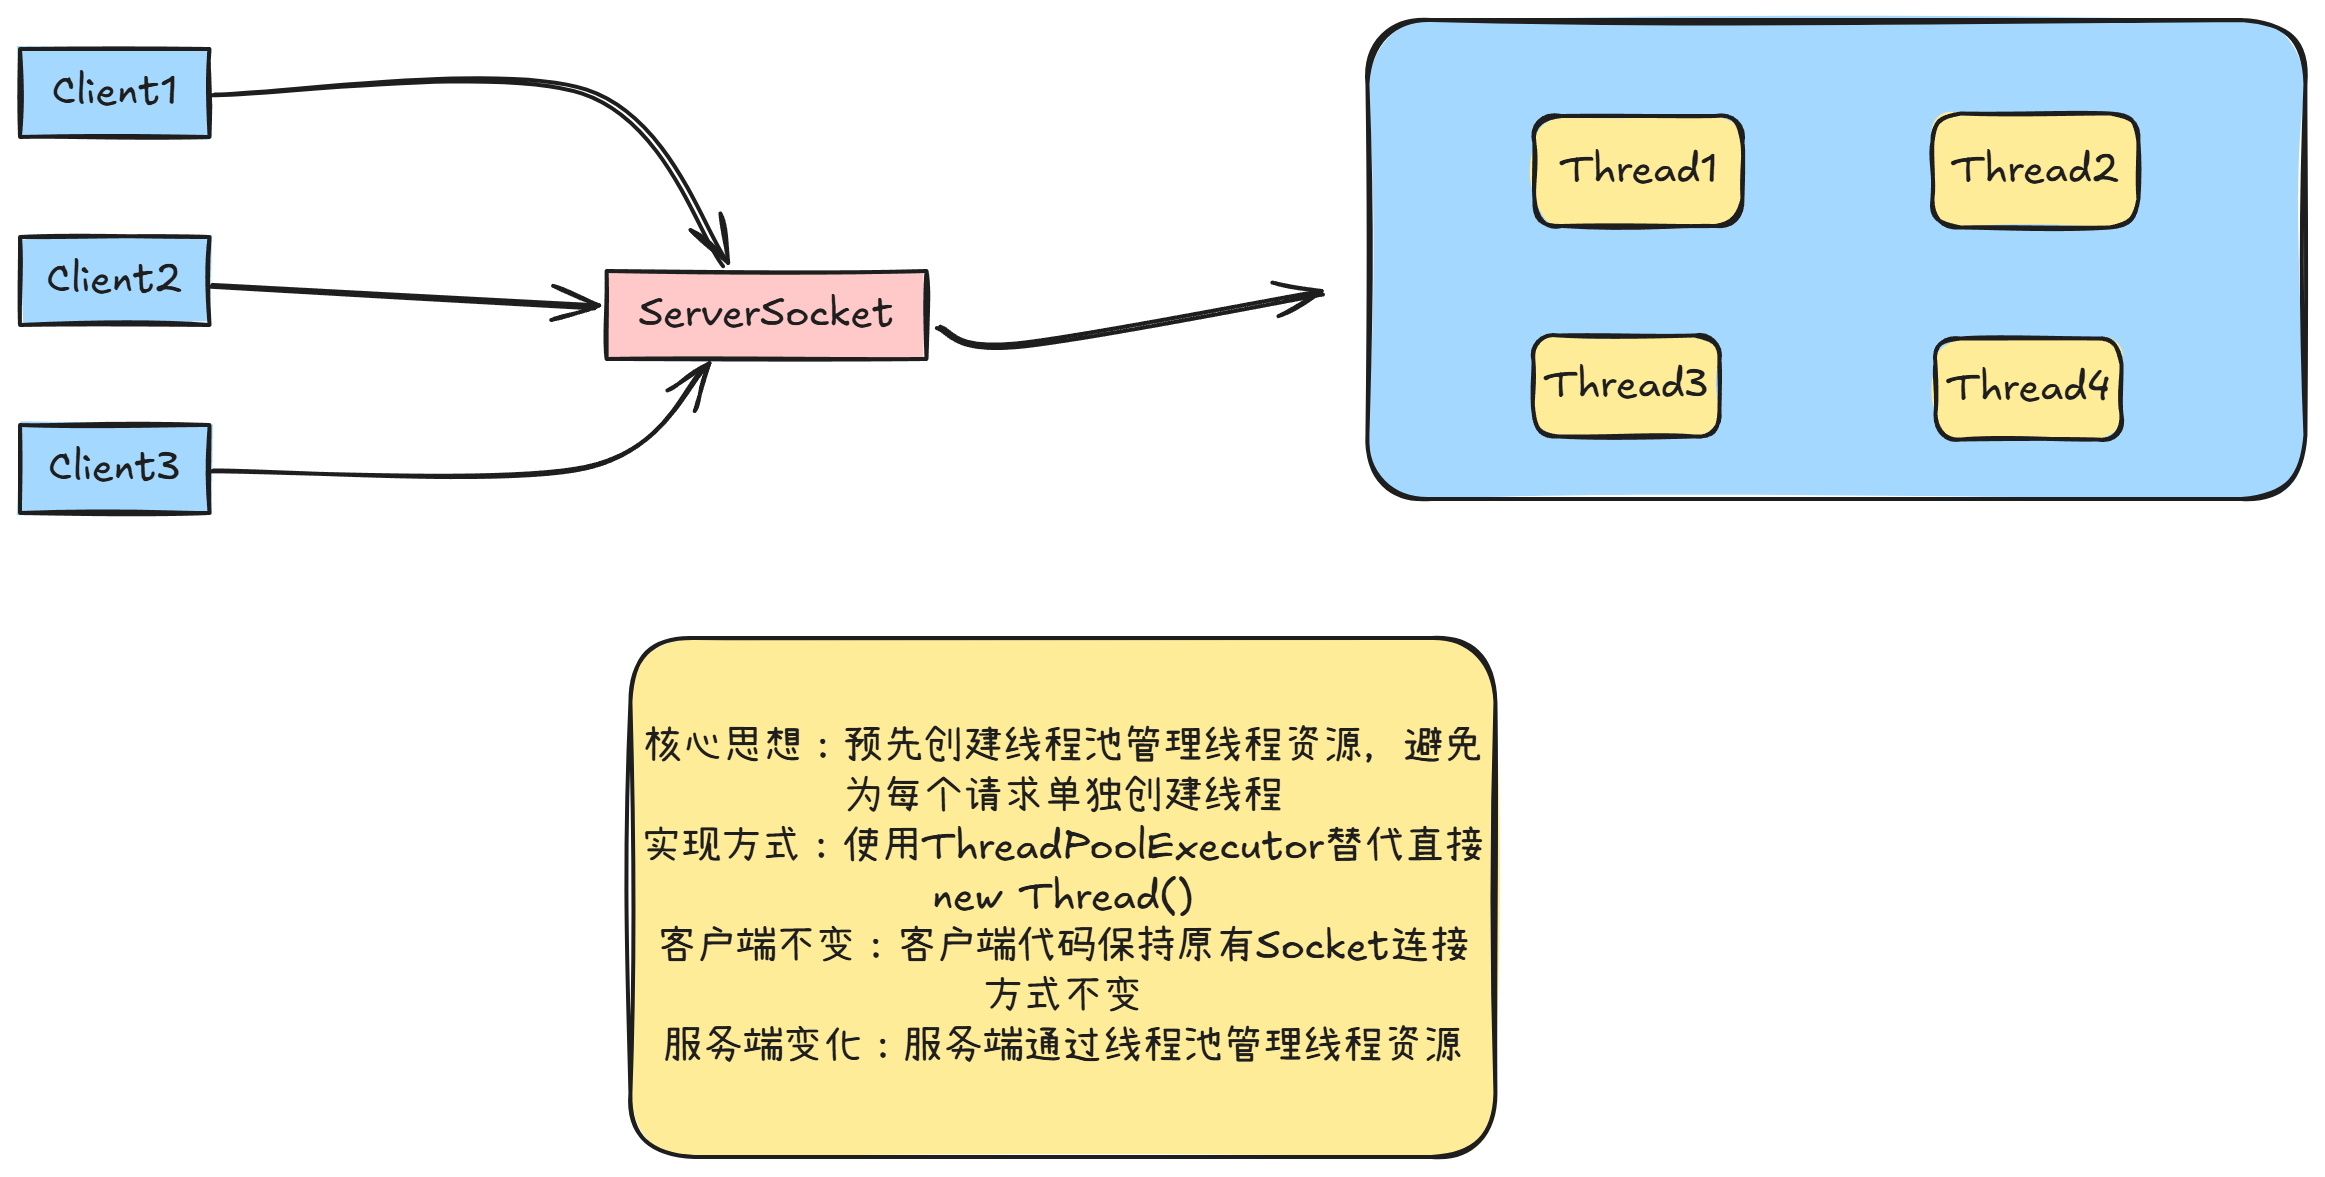 Client1
Client2
Client3
ServerSocket
Thread1
Thread2
Thread3
Thread4
核心思想：预先创建线程池管理线程资源，避免
为每个请求单独创建线程
实现方式：使用ThreadPoolExecutor替代直接
new Thread()
客户端不变：客户端代码保持原有Socket连接
方式不变
服务端变化：服务端通过线程池管理线程资源